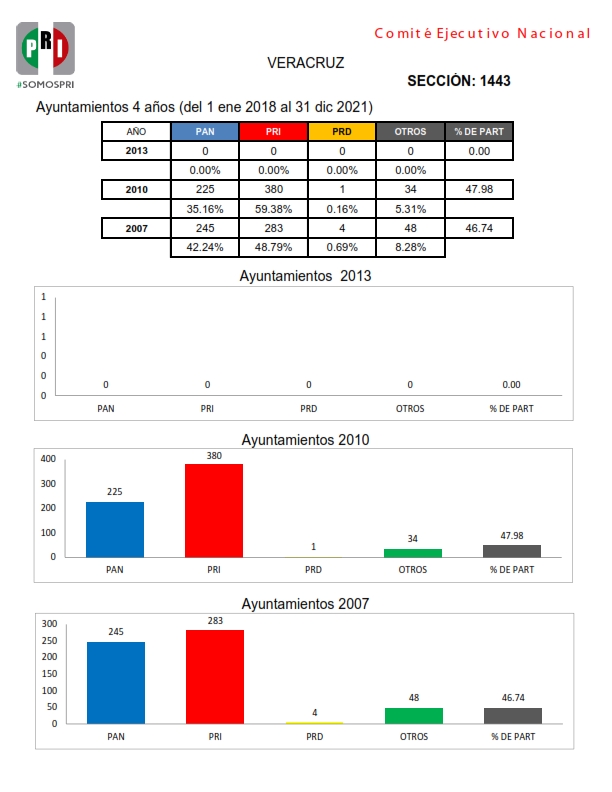 Comité Ejecutivo Nacional
PRI
#SOMOSPRI
VERACRUZ
SECCIÓN: 1443
Ayuntamientos 4 años (del 1 ene 2018 al 31 dic 2021)
AÑO PAN PRI PRD OTROS % DE PART
2013 0 0 0 0 0.00
0.00% 0.00% 0.00% 0.00%
2010 225 380 1 34 47.98
35.16% 59.38% 0.16% 5.31%
2007 245 283 4 48 46.74
42.24% 48.79% 0.69% 8.28%
Ayuntamientos 2013
1
1
1
0
0
0
0 0 0 0 0.00
PAN PRI PRD OTROS % DE PART
Ayuntamientos 2010
400
300
200
100
0
225 380 1 34 47.98
PAN PRI PRD OTROS % DE PART
Ayuntamientos 2007
300
250
200
150
100
50
0
245 283 4 48 46.74
PAN PRI PRD OTROS % DE PART